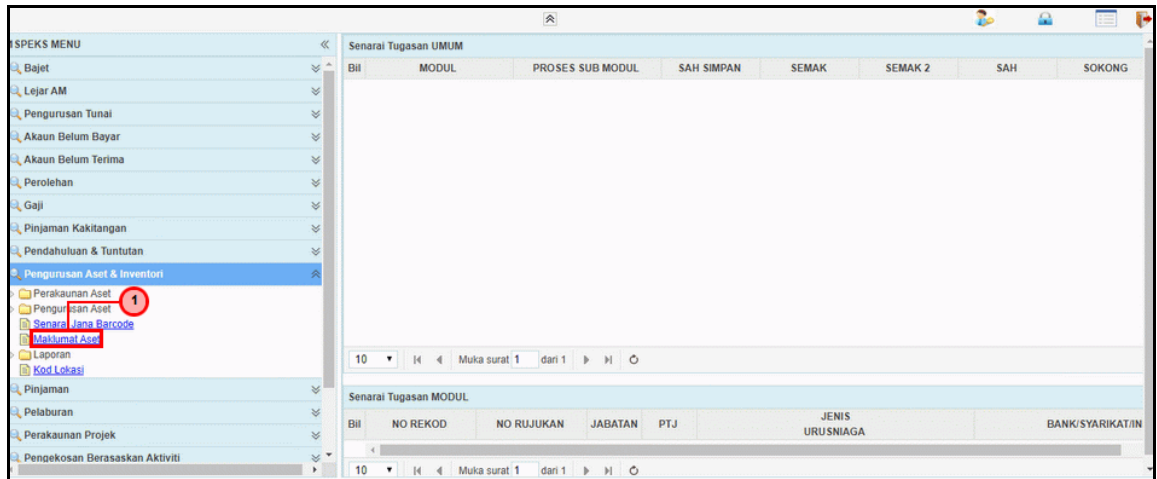 SPEKS MENU
Bajet
Lejar AM
Pengurusan Tunai
Akaun Belum Bayar
Akaun Belum Terima
Perolehan
Gaji
Pinjaman Kakitangan
Pendahuluan & Tuntutan
Pengurusan Aset & Inventori
Perakaunan Aset
Pengurusan Aset
1
Senarai Jana Barcode
Maklumat Aset
Laporan
Kod Lokasi
Pinjaman
Pelaburan
Perakaunan Projek
Pengekosan Berasaskan Aktiviti
Senarai Tugasan UMUM
Bil MODUL PROSES SUB MODUL SAH SIMPAN SEMAK SEMAK 2 SAH SOKONG
10 Muka surat 1 dari 1
Senarai Tugasan MODUL
Bil NO REKOD NO RUJUKAN JABATAN PTJ JENIS URUSNIAGA BANK/SYARIKAT/IN
10 Muka surat 1 dari 1